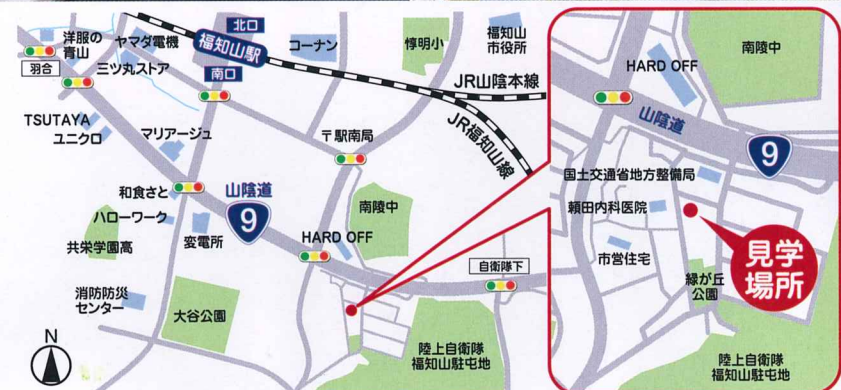 洋服の
青山
羽合
ヤマダ電機
三ツ丸ストア
北口
福知山駅
南口
コーナン
惇明小
福知山
市役所
JR山陰本線
JR福知山線
TSUTAYA
ユニクロ
マリアージュ
〒駅南局
和食さと
山陰道
9
ハローワーク
共栄学園高
変電所
HARD OFF
南陵中
自衛隊下
消防防災
センター
大谷公園
陸上自衛隊
福知山駐屯地
N
南陵中
HARD OFF
山陰道
9
国土交通省地方整備局
頼田内科医院
市営住宅
緑が丘
公園
見学
場所
陸上自衛隊
福知山駐屯地